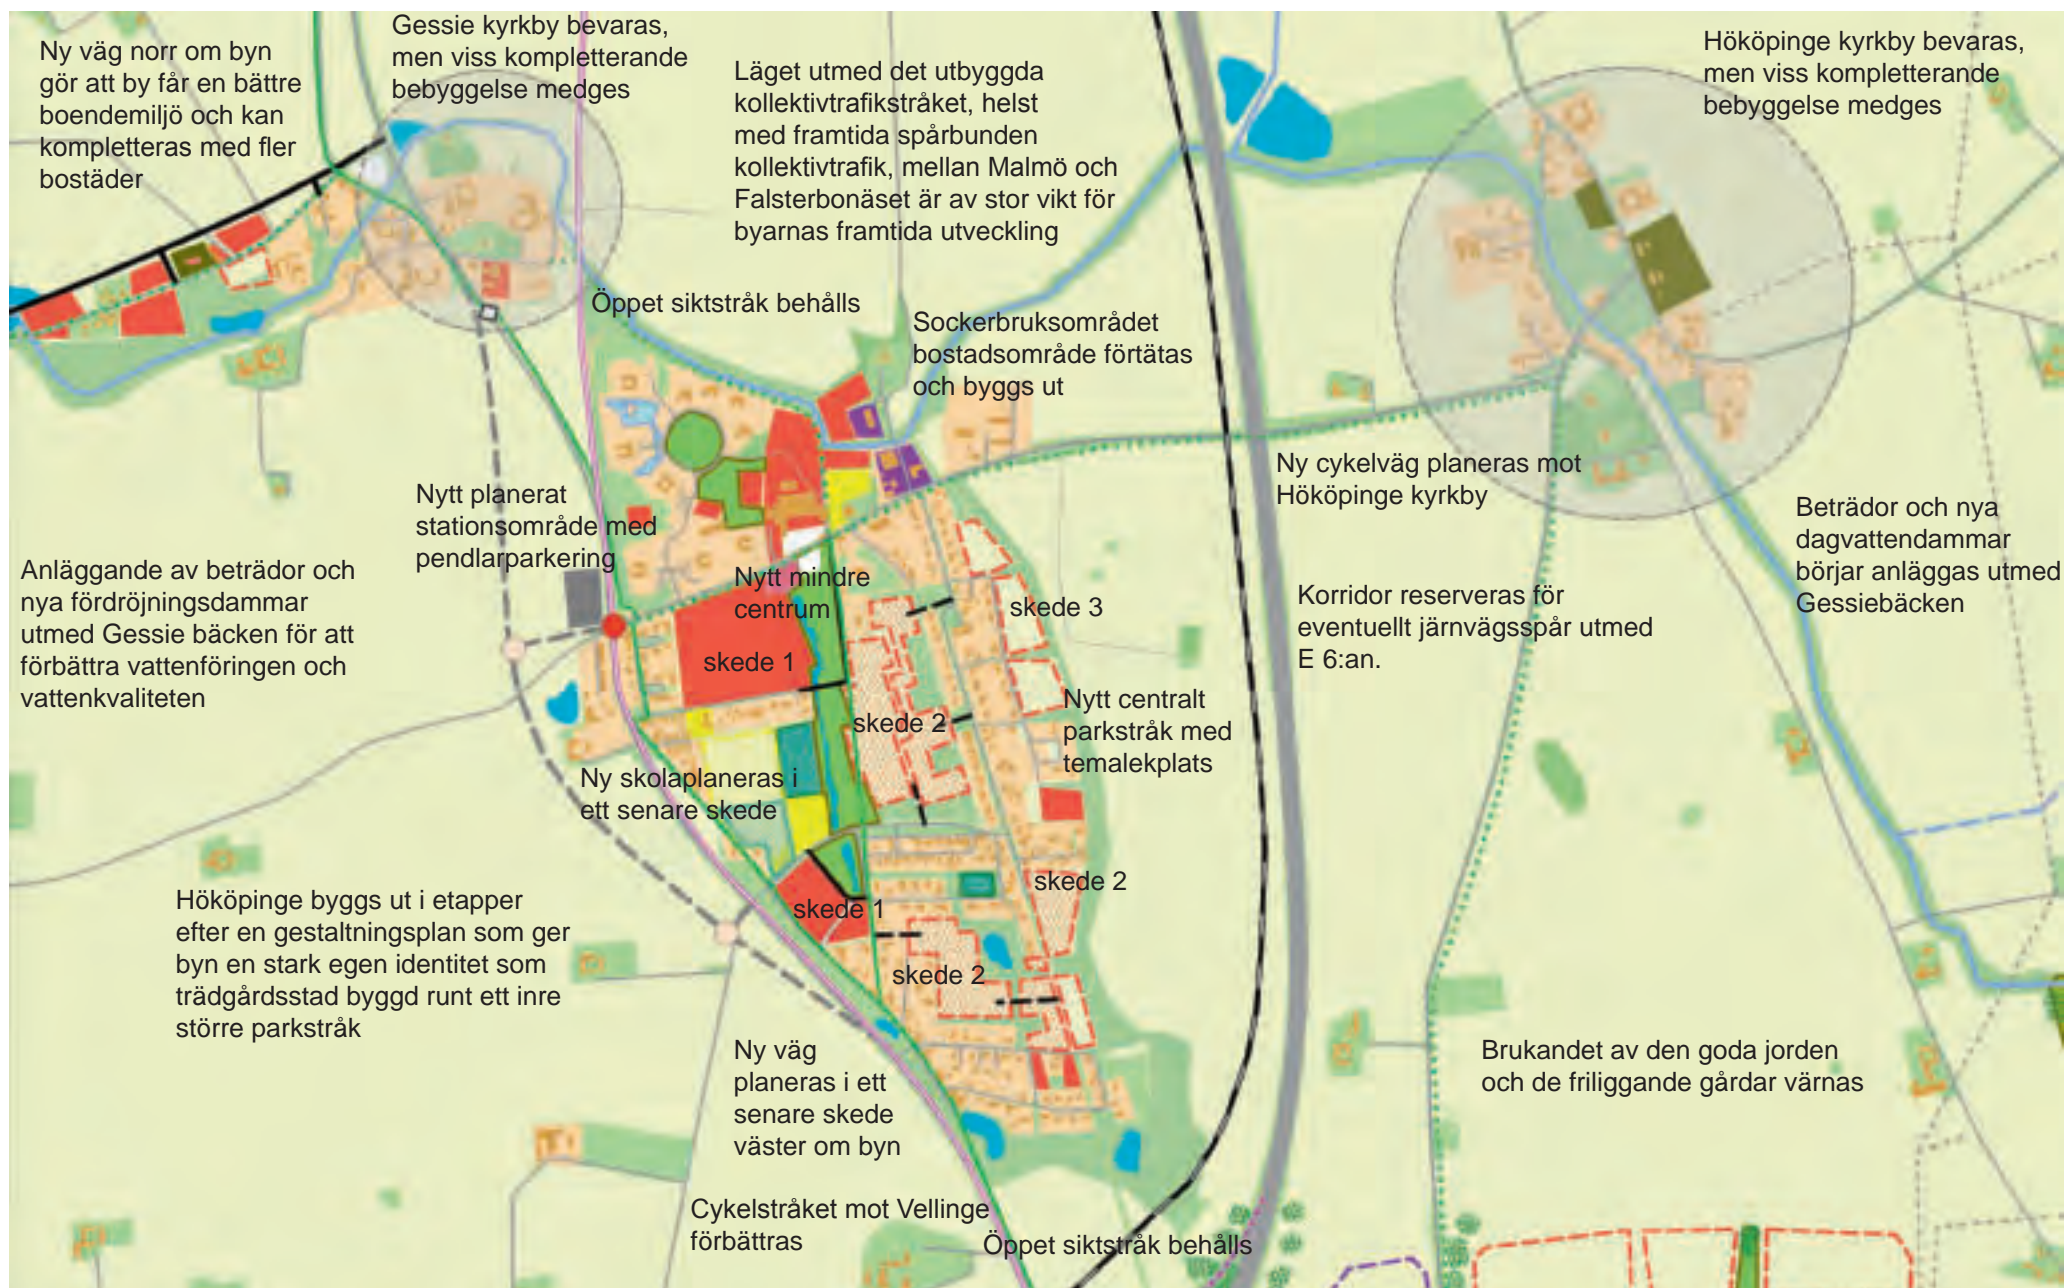 Ny väg norr om byn
gör att by får en bättre
boendemiljö och kan
kompletteras med fler
bostäder
Gessie kyrkby bevaras,
men viss kompletterande
bebyggelse medges
Läget utmed det utbyggda
kollektivtrafikstråket, helst
med framtida spårbunden
kollektivtrafik, mellan Malmö och
Falsterbonäset är av stor vikt för
byarnas framtida utveckling
Hököpinge kyrkby bevaras,
men viss kompletterande
bebyggelse medges
Öppet siktstråk behålls
Sockerbruksområdet
bostadsområde förtätas
och byggs ut
Ny cykelväg planeras mot
Hököpinge kyrkby
Nytt planerat
stationsområde med
pendlarparkering
Beträdor och nya
dagvattendammar
börjar anläggas utmed
Gessiebäcken
Anläggande av beträdor och
nya fördröjningsdammar
utmed Gessie bäcken för att
förbättra vattenföringen och
vattenkvaliteten
Nytt mindre
centrum
skede 3
Korridor reserveras för
eventuellt järnvägsspår utmed
E 6:an.
skede 1
skede 2
Nytt centralt
parkstråk med
temalekplats
Ny skolaplaneras i
ett senare skede
skede 2
skede 1
Hököpinge byggs ut i etapper
efter en gestaltningsplan som ger
byn en stark egen identitet som
trädgårdsstad byggd runt ett inre
större parkstråk
skede 2
Ny väg
planeras i ett
senare skede
väster om byn
Brukandet av den goda jorden
och de friliggande gårdar värnas
Cykelstråket mot Vellinge
förbättras
Öppet siktstråk behålls